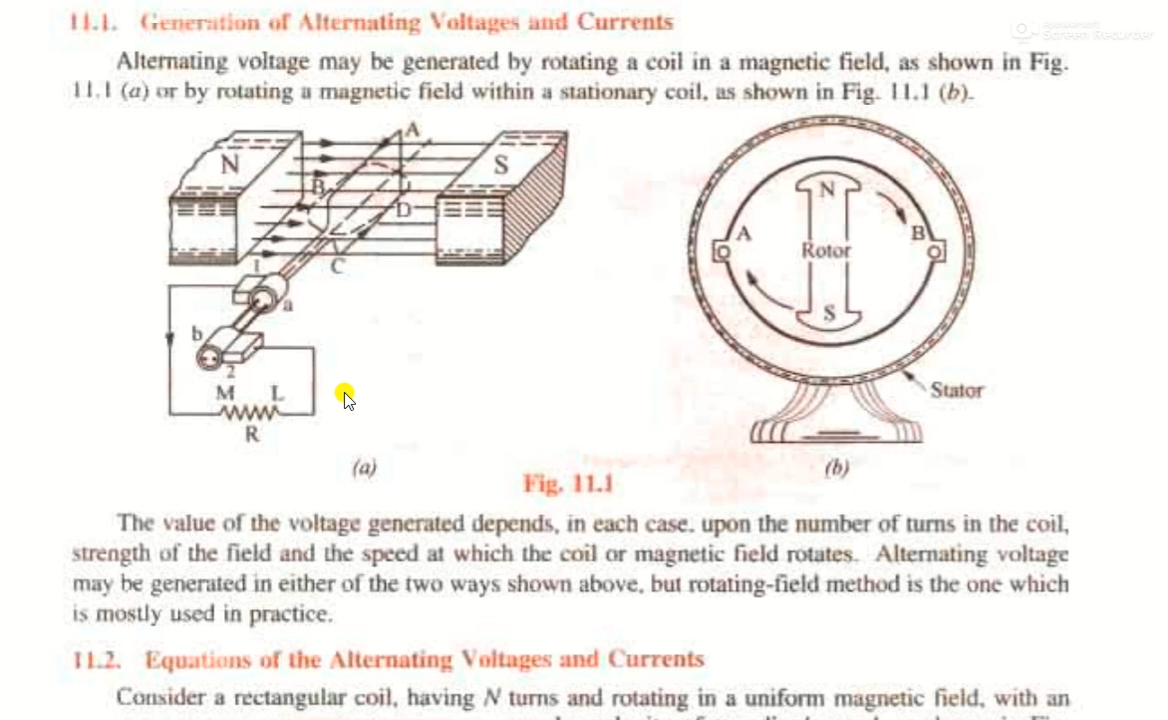 11.1. Generation of Alternating Voltages and Currents
Screen Recorder
Alternating voltage may be generated by rotating a coil in a magnetic field, as shown in Fig.
11.1 (a) or by rotating a magnetic field within a stationary coil, as shown in Fig. 11.1 (b).
N
A
S
B
D
C
1
a
b
2
M L
R
(a)
N
A
B
Rotor
S
Stator
(b)
Fig. 11.1
The value of the voltage generated depends, in each case, upon the number of turns in the coil,
strength of the field and the speed at which the coil or magnetic field rotates. Alternating voltage
may be generated in either of the two ways shown above, but rotating-field method is the one which
is mostly used in practice.
11.2. Equations of the Alternating Voltages and Currents
Consider a rectangular coil, having N turns and rotating in a uniform magnetic field, with an